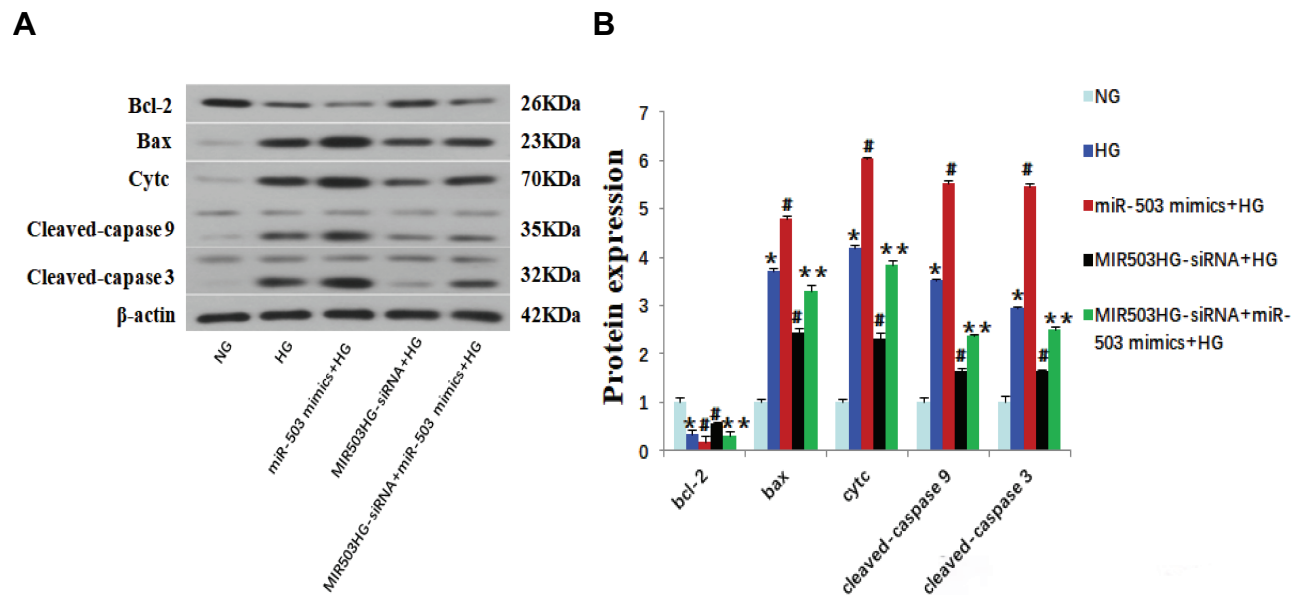 A
B
Bcl-2
26KDa
Bax
23KDa
Cytc
70KDa
Cleaved-capase 9
35KDa
Cleaved-capase 3
32KDa
β-actin
42KDa
NG
HG
miR-503 mimics+HG
MIR503HG-siRNA+HG
MIR503HG-siRNA+miR-503 mimics+HG
Protein expression
7
6
5
4
3
2
1
0
* # # **
* # # **
* # # **
* # # **
* # # **
bcl-2
bax
cytc
cleaved-caspase 9
cleaved-caspase 3
NG
HG
miR-503 mimics+HG
MIR503HG-siRNA+HG
MIR503HG-siRNA+miR-
503 mimics+HG